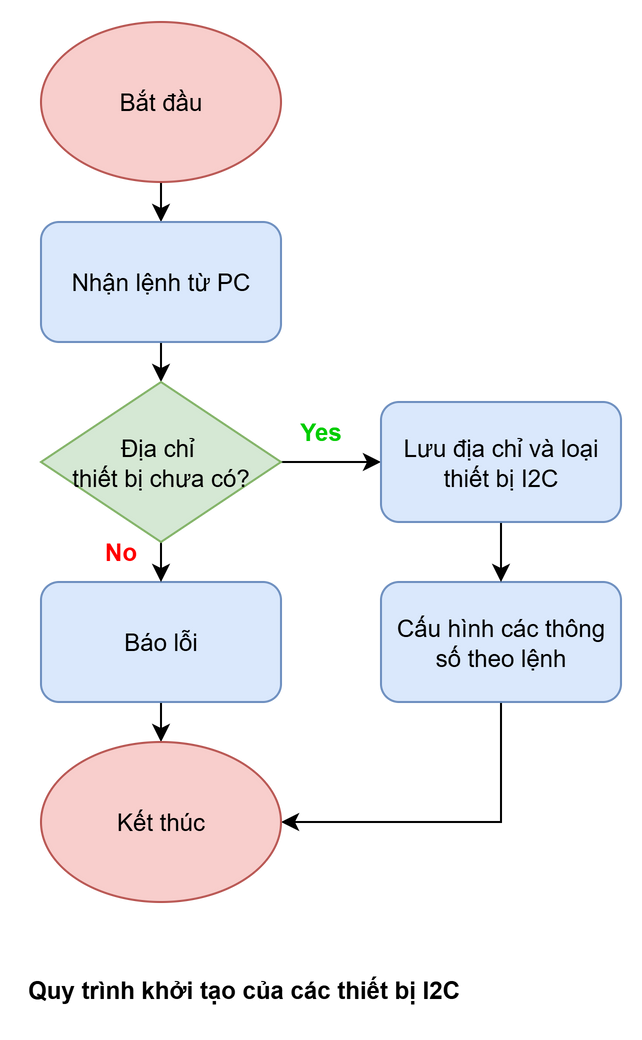 Bắt đầu
Nhận lệnh từ PC
Địa chỉ
thiết bị chưa có?
Yes
Lưu địa chỉ và loại
thiết bị I2C
No
Báo lỗi
Cấu hình các thông
số theo lệnh
Kết thúc
Quy trình khởi tạo của các thiết bị I2C